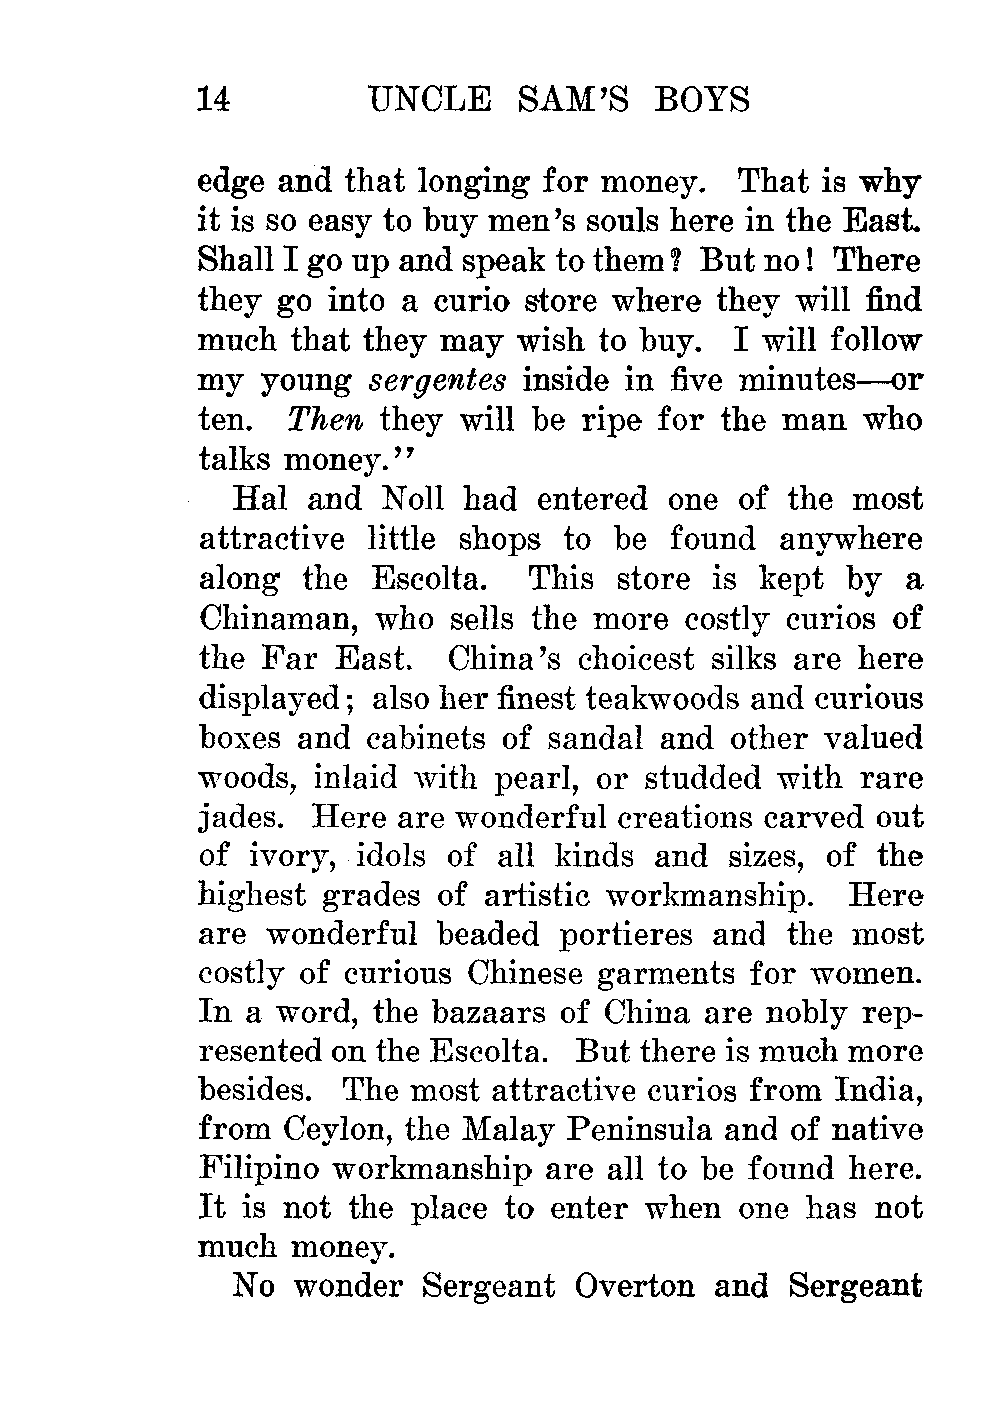 14 UNCLE SAM'S BOYS
edge and that longing for money. That is why
it is so easy to buy men's souls here in the East.
Shall I go up and speak to them? But no! There
they go into a curio store where they will find
much that they may wish to buy. I will follow
my young sergentes inside in five minutes—or
ten. Then they will be ripe for the man who
talks money."
Hal and Noll had entered one of the most
attractive little shops to be found anywhere
along the Escolta. This store is kept by a
Chinaman, who sells the more costly curios of
the Far East. China's choicest silks are here
displayed; also her finest teakwoods and curious
boxes and cabinets of sandal and other valued
woods, inlaid with pearl, or studded with rare
jades. Here are wonderful creations carved out
of ivory, idols of all kinds and sizes, of the
highest grades of artistic workmanship. Here
are wonderful beaded portieres and the most
costly of curious Chinese garments for women.
In a word, the bazaars of China are nobly rep-
resented on the Escolta. But there is much more
besides. The most attractive curios from India,
from Ceylon, the Malay Peninsula and of native
Filipino workmanship are all to be found here.
It is not the place to enter when one has not
much money.
No wonder Sergeant Overton and Sergeant